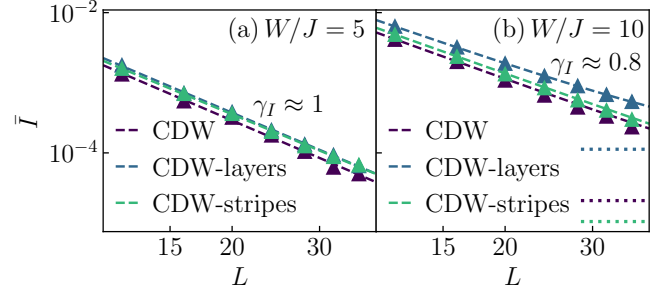 10⁻²
10⁻⁴
Ī
(a) W/J = 5
γ_I ≈ 1
CDW
CDW-layers
CDW-stripes
15 20 30
L
(b) W/J = 10
γ_I ≈ 0.8
CDW
CDW-layers
CDW-stripes
15 20 30
L